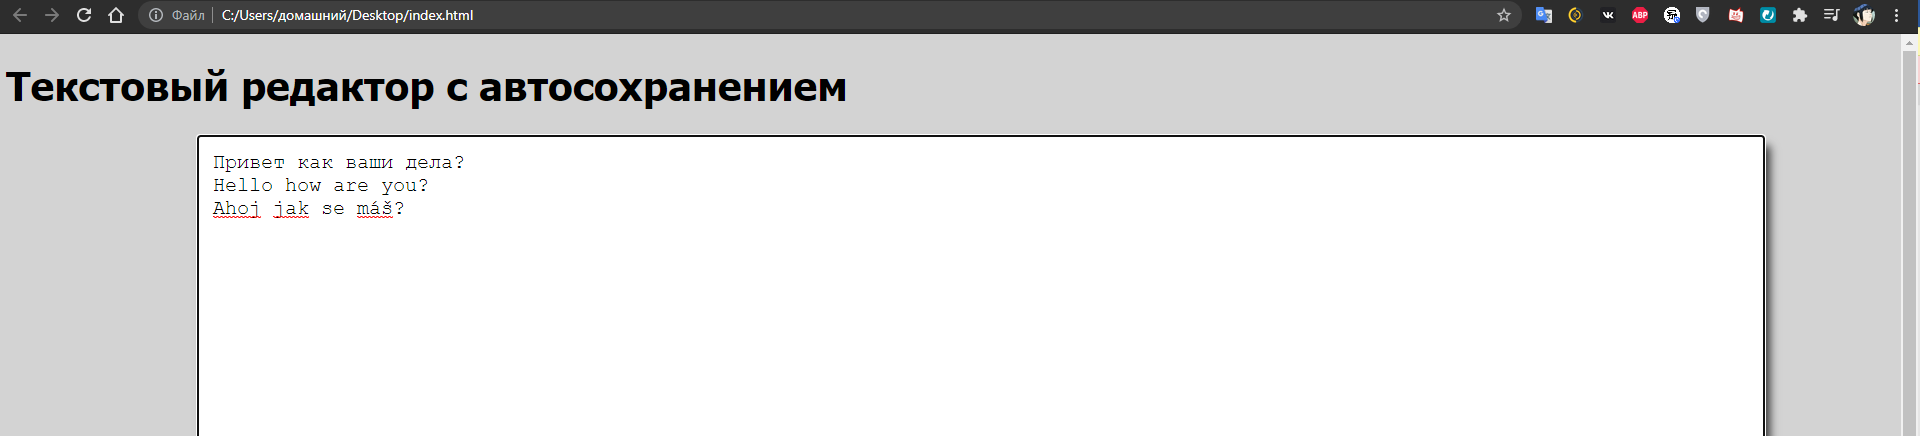 Файл C:/Users/домашний/Desktop/index.html
Текстовый редактор с автосохранением
Привет как ваши дела?
Hello how are you?
Ahoj jak se máš?